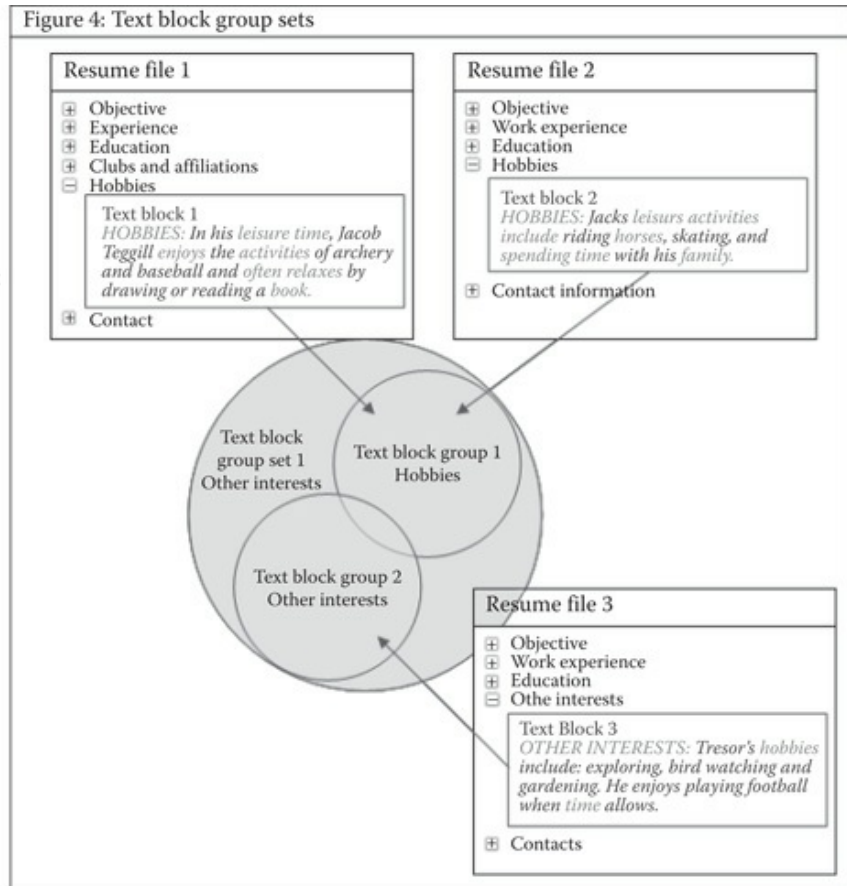 Figure 4: Text block group sets
Resume file 1
Objective
Experience
Education
Clubs and affiliations
Hobbies
Text block 1
HOBBIES: In his leisure time, Jacob
Teggill enjoys the activities of archery
and baseball and often relaxes by
drawing or reading a book.
Contact
Resume file 2
Objective
Work experience
Education
Hobbies
Text block 2
HOBBIES: Jacks leisurs activities
include riding horses, skating, and
spending time with his family.
Contact information
Text block
group set 1
Other interests
Text block group 1
Hobbies
Text block group 2
Other interests
Resume file 3
Objective
Work experience
Education
Othe interests
Text Block 3
OTHER INTERESTS: Tresor's hobbies
include: exploring, bird watching and
gardening. He enjoys playing football
when time allows.
Contacts